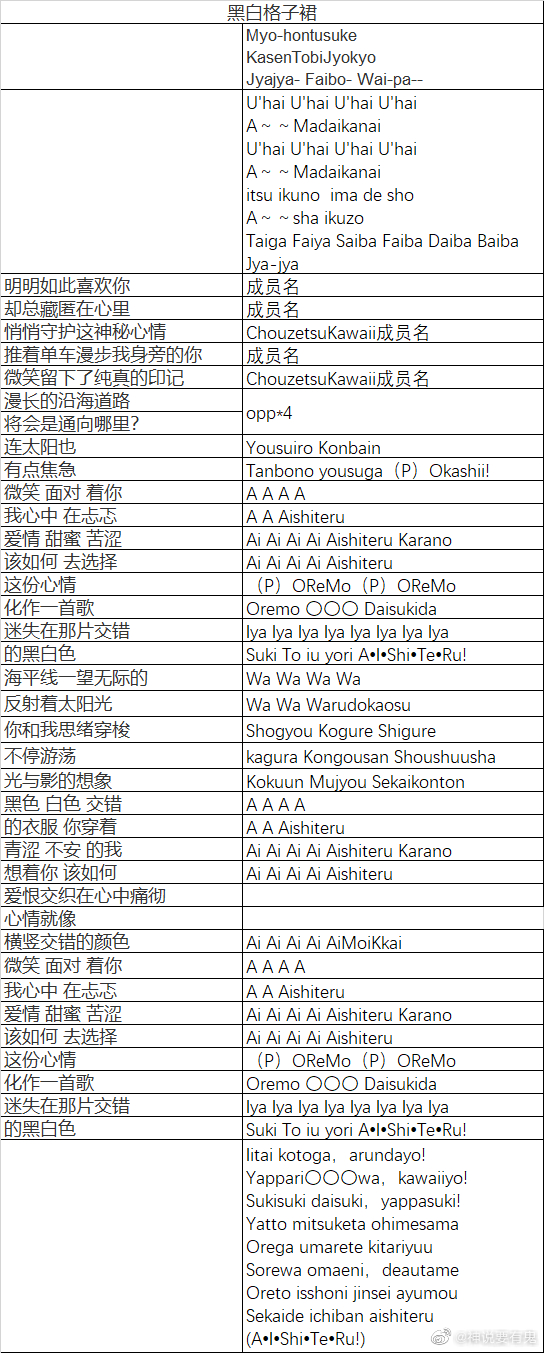 黑白格子裙
Myo-hontusuke
KasenTobiJyokyo
Jyajya- Faibo- Wai-pa--
U'hai U'hai U'hai U'hai
A～ ～Madaikanai
U'hai U'hai U'hai U'hai
A～ ～Madaikanai
itsu ikuno ima de sho
A～ ～sha ikuzo
Taiga Faiya Saiba Faiba Daiba Baiba
Jya-jya
明明如此喜欢你 成员名
却总藏匿在心里 成员名
悄悄守护这神秘心情 ChouzetsuKawaii成员名
推着单车漫步我身旁的你 成员名
微笑留下了纯真的印记 ChouzetsuKawaii成员名
漫长的沿海道路
将会是通向哪里？
opp*4
连太阳也 Yousuiro Konbain
有点焦急 Tanbono yousuga（P）Okashii!
微笑 面对 着你 A A A A
我心中 在忐忑 A A Aishiteru
爱情 甜蜜 苦涩 Ai Ai Ai Ai Aishiteru Karano
该如何 去选择 Ai Ai Ai Ai Aishiteru
这份心情 （P）OReMo（P）OReMo
化作一首歌 Oremo 〇〇〇 Daisukida
迷失在那片交错 Iya Iya Iya Iya Iya Iya Iya Iya
的黑白色 Suki To iu yori A•I•Shi•Te•Ru!
海平线一望无际的 Wa Wa Wa Wa
反射着太阳光 Wa Wa Warudokaosu
你和我思绪穿梭 Shogyou Kogure Shigure
不停游荡 kagura Kongousan Shoushuusha
光与影的想象 Kokuun Mujyou Sekaikonton
黑色 白色 交错 A A A A
的衣服 你穿着 A A Aishiteru
青涩 不安 的我 Ai Ai Ai Ai Aishiteru Karano
想着你 该如何 Ai Ai Ai Ai Aishiteru
爱恨交织在心中痛彻
心情就像
横竖交错的颜色 Ai Ai Ai Ai AiMoiKkai
微笑 面对 着你 A A A A
我心中 在忐忑 A A Aishiteru
爱情 甜蜜 苦涩 Ai Ai Ai Ai Aishiteru Karano
该如何 去选择 Ai Ai Ai Ai Aishiteru
这份心情 （P）OReMo（P）OReMo
化作一首歌 Oremo 〇〇〇 Daisukida
迷失在那片交错 Iya Iya Iya Iya Iya Iya Iya Iya
的黑白色 Suki To iu yori A•I•Shi•Te•Ru!
Iitai kotoga，arundayo!
Yappari〇〇〇wa，kawaiiyo!
Sukisuki daisuki，yappasuki!
Yatto mitsuketa ohimesama
Orega umarete kitariyuu
Sorewa omaeni，deautame
Oreto isshoni jinsei ayumou
Sekaide ichiban aishiteru
(A•I•Shi•Te•Ru!)